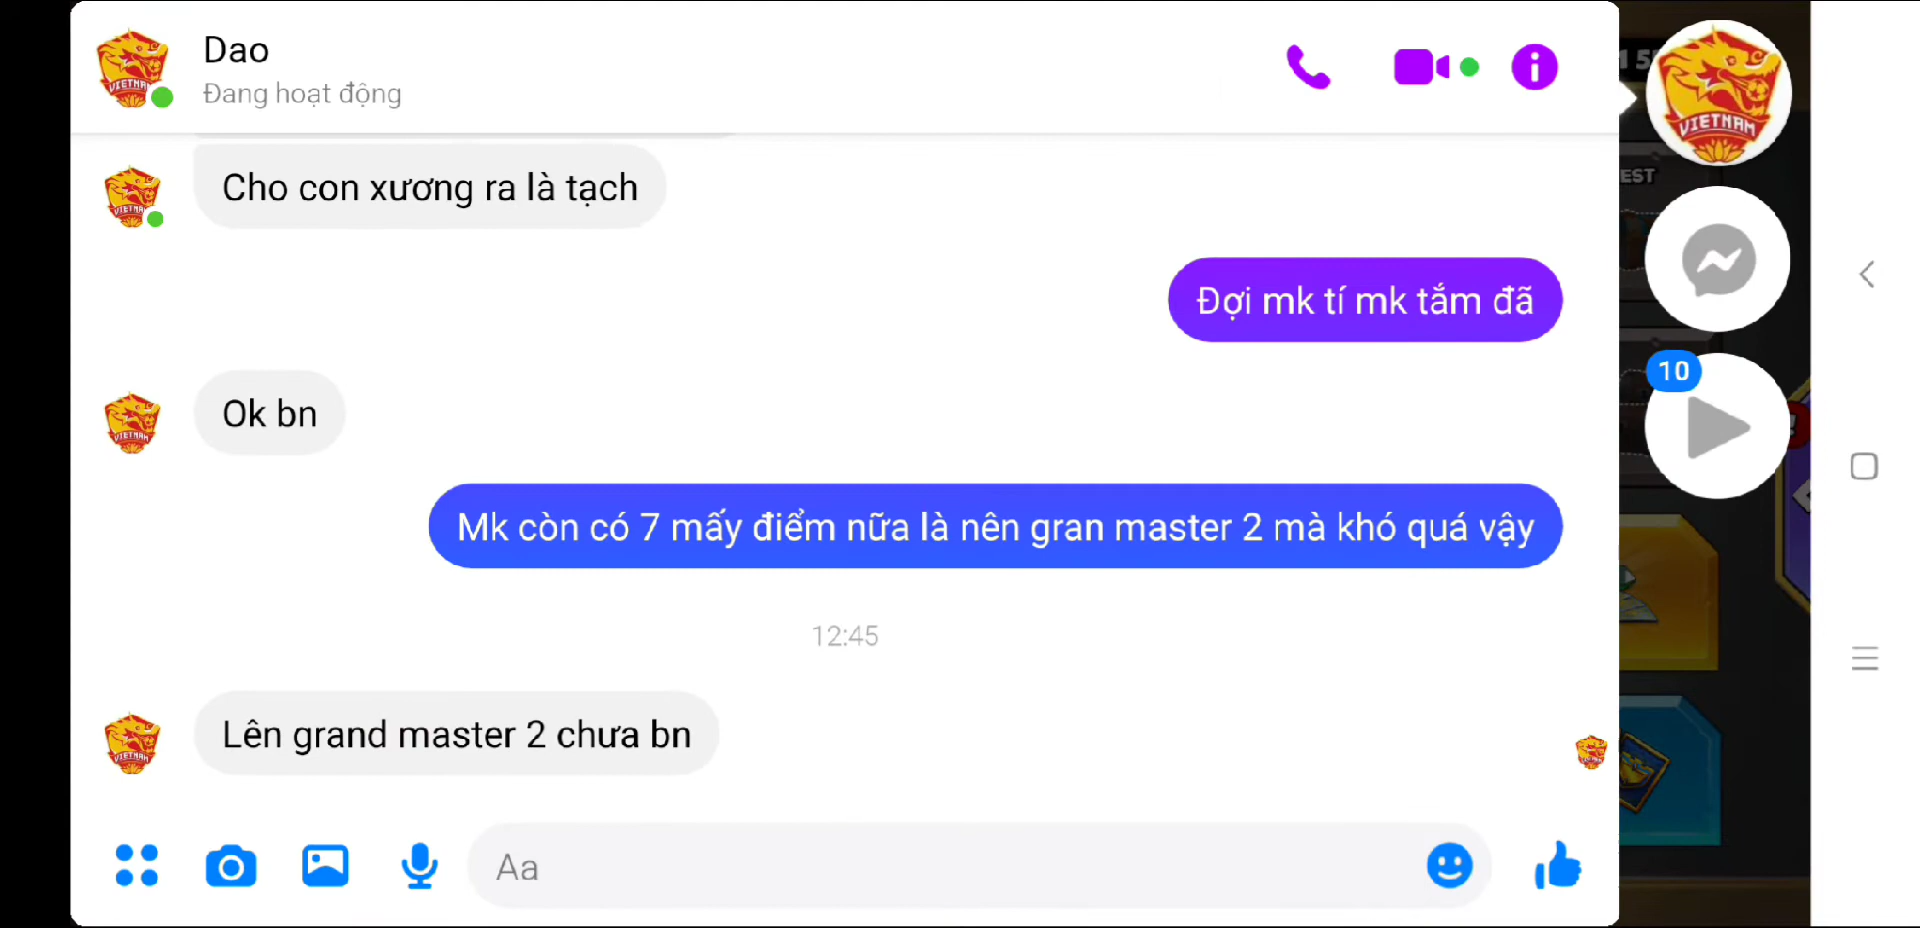 Dao
Đang hoạt động
Cho con xương ra là tạch
Đợi mk tí mk tắm đã
Ok bn
Mk còn có 7 mấy điểm nữa là nên gran master 2 mà khó quá vậy
12:45
Lên grand master 2 chưa bn
Aa
VIETNAM
10
EST